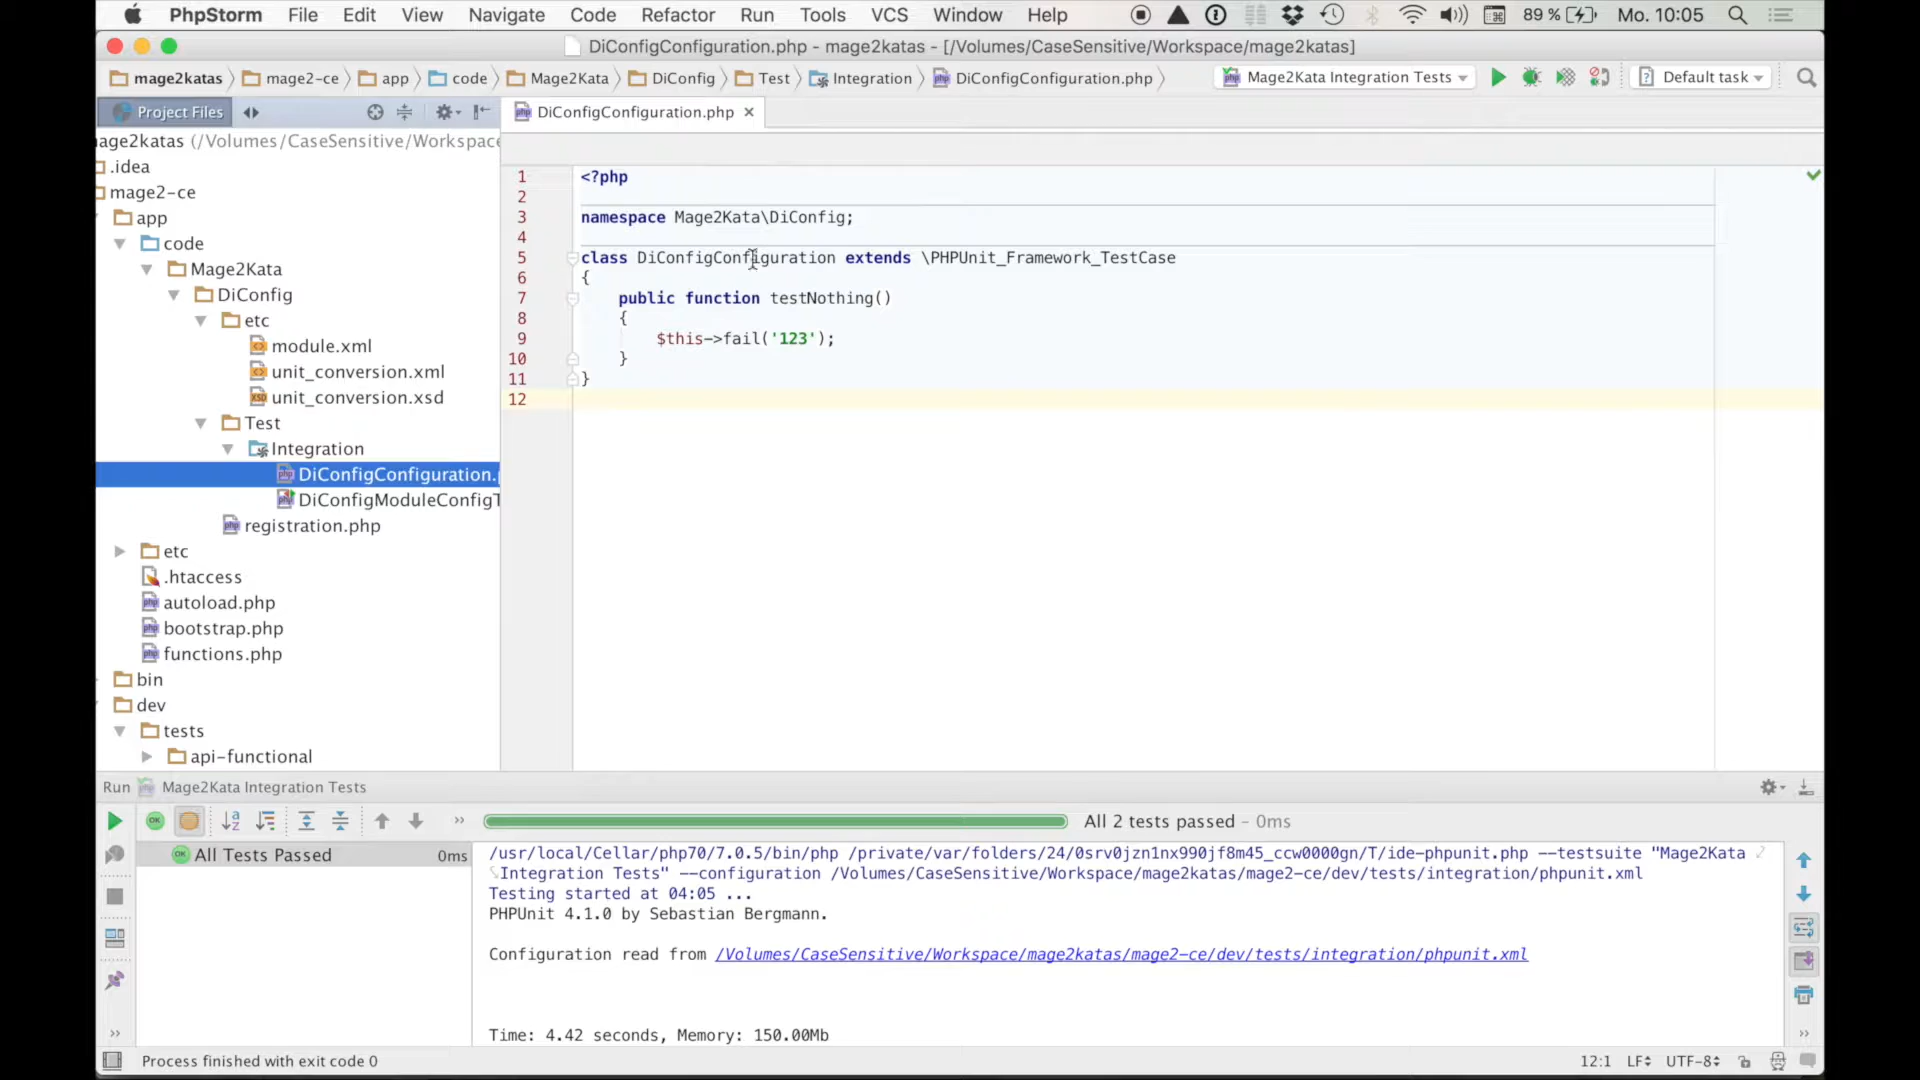 PhpStorm File Edit View Navigate Code Refactor Run Tools VCS Window Help 89 % Mo. 10:05
DiConfigConfiguration.php - mage2katas - [/Volumes/CaseSensitive/Workspace/mage2katas]
mage2katas mage2-ce app code Mage2Kata DiConfig Test Integration DiConfigConfiguration.php Mage2Kata Integration Tests Default task
Project Files
DiConfigConfiguration.php
mage2katas (/Volumes/CaseSensitive/Workspace
.idea
mage2-ce
app
code
Mage2Kata
DiConfig
etc
module.xml
unit_conversion.xml
unit_conversion.xsd
Test
Integration
DiConfigConfiguration.
DiConfigModuleConfigT
registration.php
etc
.htaccess
autoload.php
bootstrap.php
functions.php
bin
dev
tests
api-functional
1 <?php
2
3 namespace Mage2Kata\DiConfig;
4
5 class DiConfigConfiguration extends \PHPUnit_Framework_TestCase
6 {
7 public function testNothing()
8 {
9 $this->fail('123');
10 }
11 }
12
Run Mage2Kata Integration Tests
All 2 tests passed - 0ms
All Tests Passed 0ms
/usr/local/Cellar/php70/7.0.5/bin/php /private/var/folders/24/0srv0jzn1nx990jf8m45_ccw0000gn/T/ide-phpunit.php --testsuite "Mage2Kata
Integration Tests" --configuration /Volumes/CaseSensitive/Workspace/mage2katas/mage2-ce/dev/tests/integration/phpunit.xml
Testing started at 04:05 ...
PHPUnit 4.1.0 by Sebastian Bergmann.
Configuration read from /Volumes/CaseSensitive/Workspace/mage2katas/mage2-ce/dev/tests/integration/phpunit.xml
Time: 4.42 seconds, Memory: 150.00Mb
Process finished with exit code 0
12:1 LF UTF-8